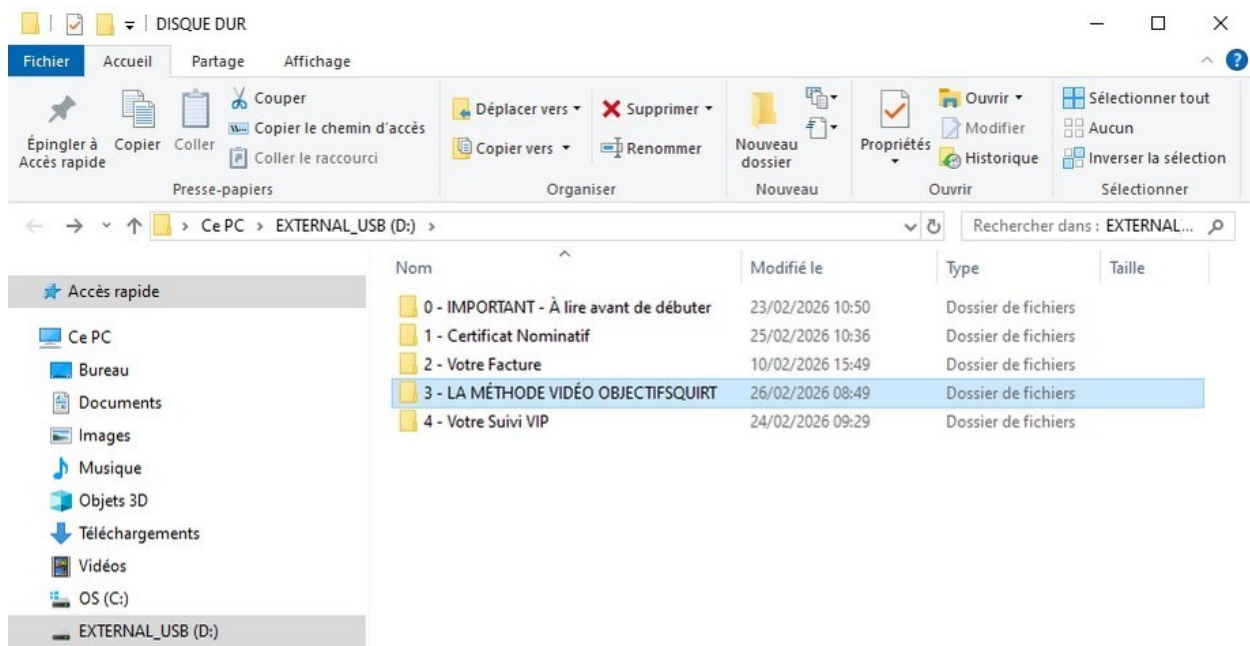 DISQUE DUR
Fichier Accueil Partage Affichage
Épingler à Accès rapide
Copier
Coller
Couper
Copier le chemin d'accès
Coller le raccourci
Presse-papiers
Déplacer vers
Copier vers
Supprimer
Renommer
Organiser
Nouveau dossier
Nouveau
Propriétés
Ouvrir
Modifier
Historique
Ouvrir
Sélectionner tout
Aucun
Inverser la sélection
Sélectionner
Ce PC > EXTERNAL_USB (D:) >
Rechercher dans : EXTERNAL...
Nom Modifié le Type Taille
0 - IMPORTANT - À lire avant de débuter 23/02/2026 10:50 Dossier de fichiers
1 - Certificat Nominatif 25/02/2026 10:36 Dossier de fichiers
2 - Votre Facture 10/02/2026 15:49 Dossier de fichiers
3 - LA MÉTHODE VIDÉO OBJECTIFSQUIRT 26/02/2026 08:49 Dossier de fichiers
4 - Votre Suivi VIP 24/02/2026 09:29 Dossier de fichiers
Accès rapide
Ce PC
Bureau
Documents
Images
Musique
Objets 3D
Téléchargements
Vidéos
OS (C:)
EXTERNAL_USB (D:)